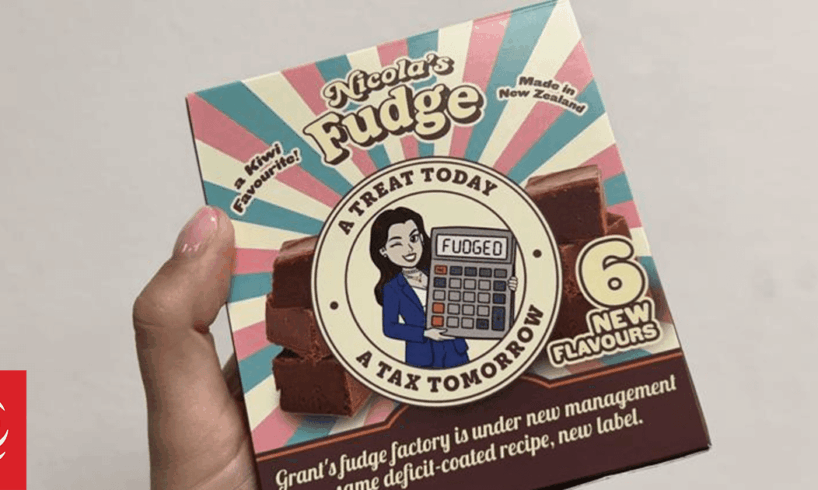 Nicola's
Fudge
Made in
New Zealand
a Kiwi
Favourite!
A TREAT TODAY
FUDGED
A TAX TOMORROW
6
NEW
FLAVOURS
Grant's fudge factory is under new management
same deficit-coated recipe, new label.